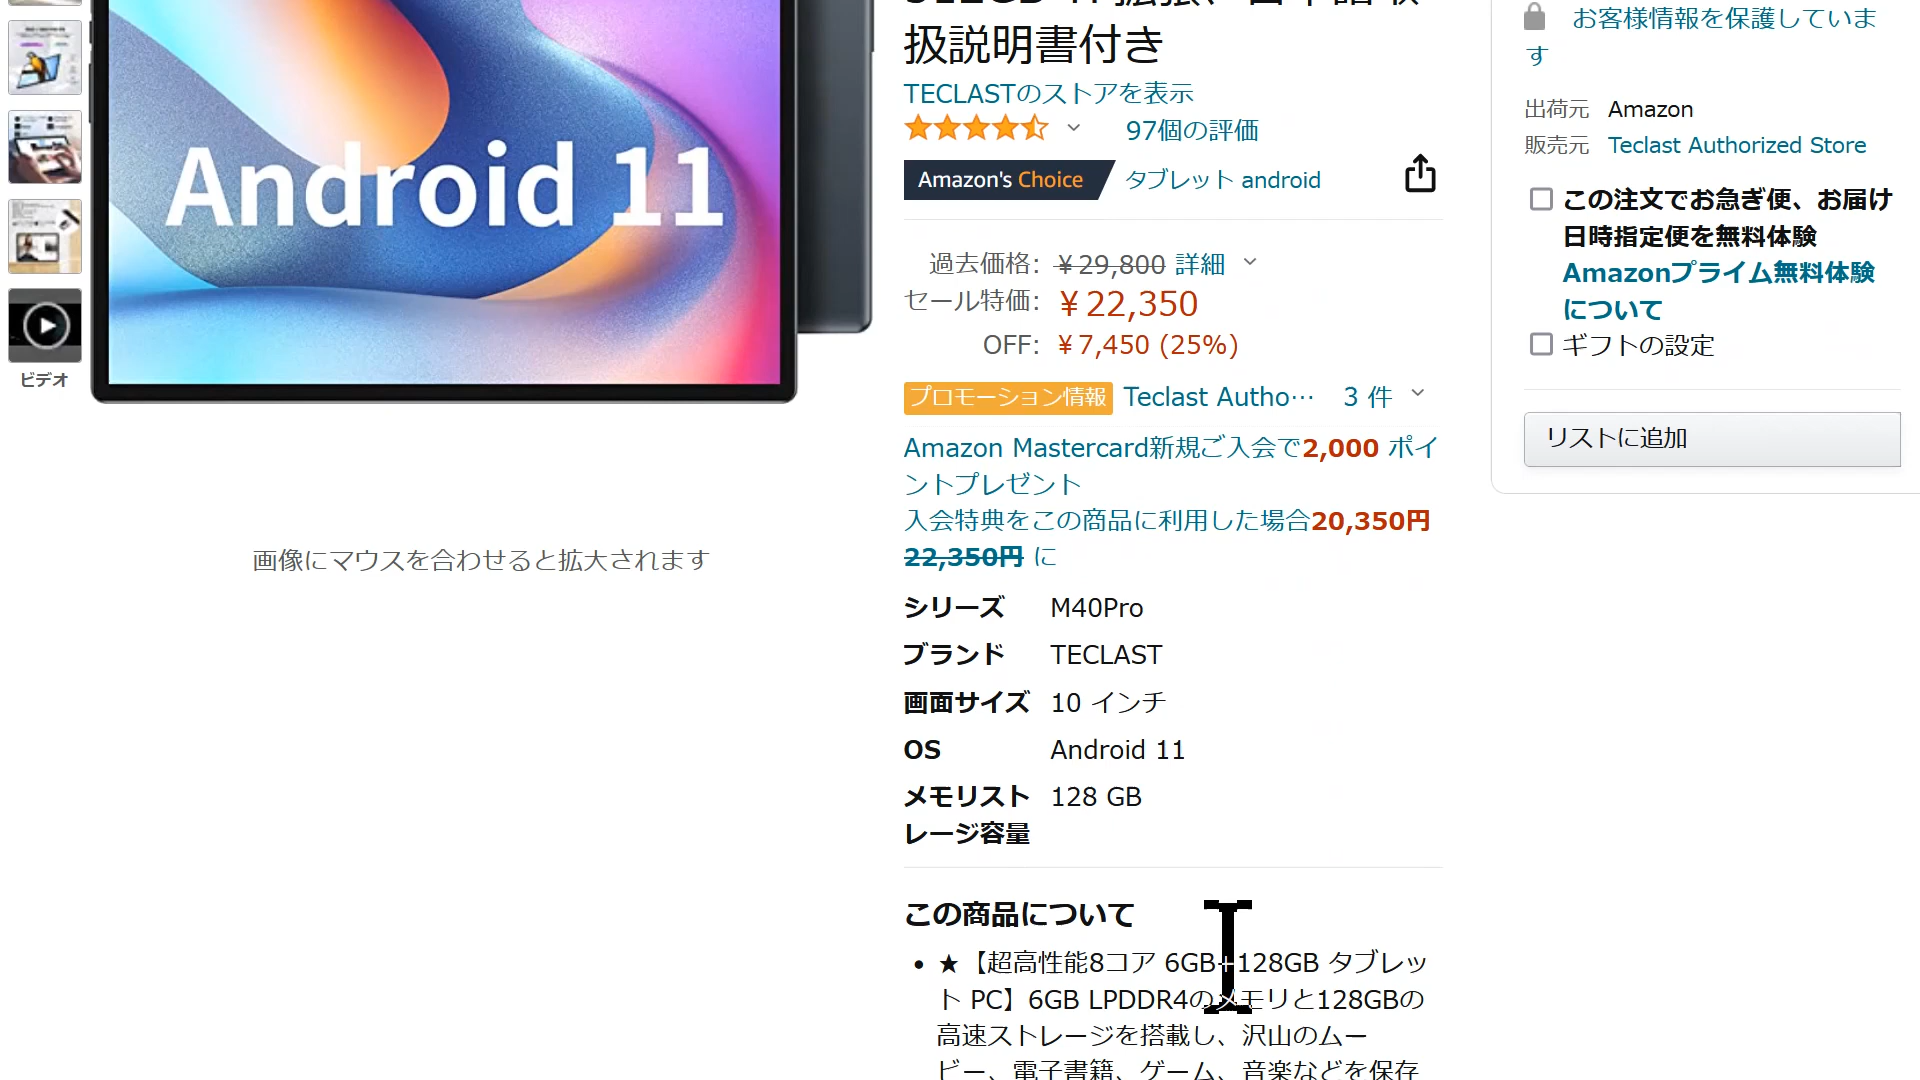 扱説明書付き
TECLASTのストアを表示
97個の評価
Amazon's Choice タブレット android
過去価格: ￥29,800 詳細
セール特価: ￥22,350
OFF: ￥7,450 (25%)
プロモーション情報 Teclast Autho… 3 件
Amazon Mastercard新規ご入会で2,000 ポイ
ントプレゼント
入会特典をこの商品に利用した場合20,350円
22,350円 に
シリーズ M40Pro
ブランド TECLAST
画面サイズ 10 インチ
OS Android 11
メモリスト 128 GB
レージ容量
この商品について
★【超高性能8コア 6GB+128GB タブレッ
ト PC】6GB LPDDR4のメモリと128GBの
高速ストレージを搭載し、沢山のムー
ビー、電子書籍、ゲーム、音楽などを保存
Android 11
ビデオ
画像にマウスを合わせると拡大されます
お客様情報を保護していま
す
出荷元 Amazon
販売元 Teclast Authorized Store
この注文でお急ぎ便、お届け
日時指定便を無料体験
Amazonプライム無料体験
について
ギフトの設定
リストに追加